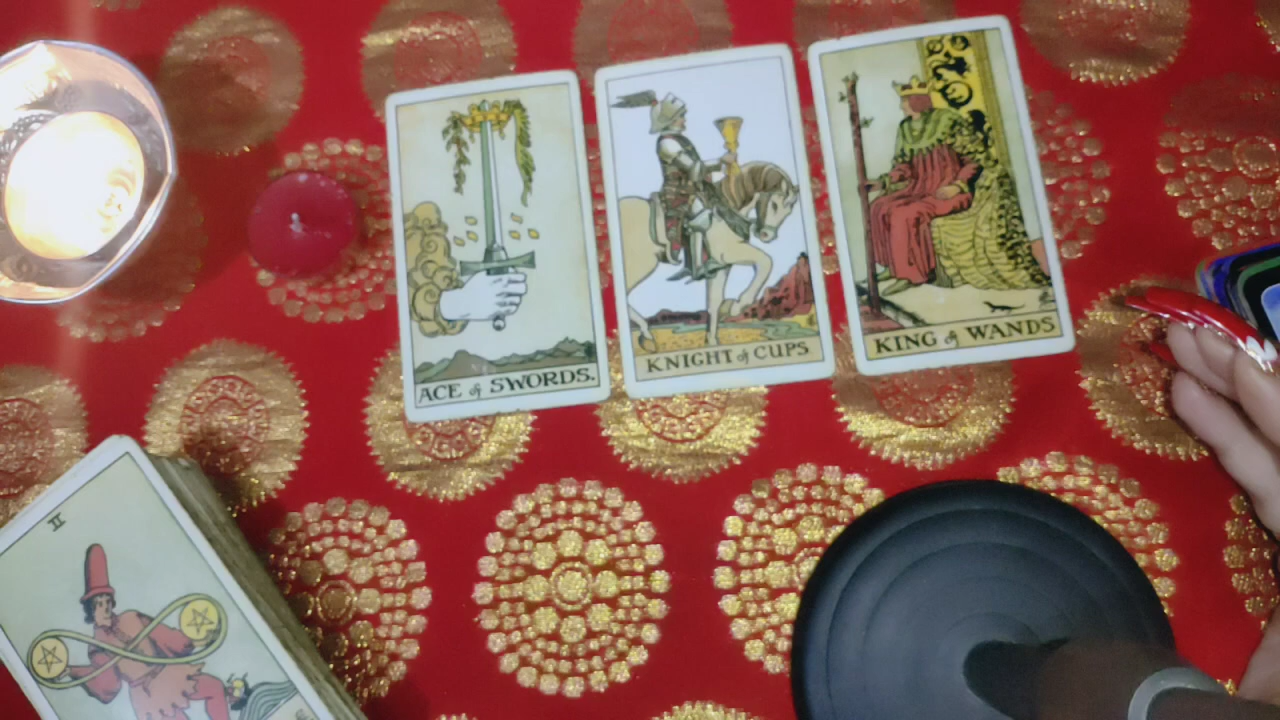 ACE of SWORDS.
KNIGHT of CUPS.
KING of WANDS
II